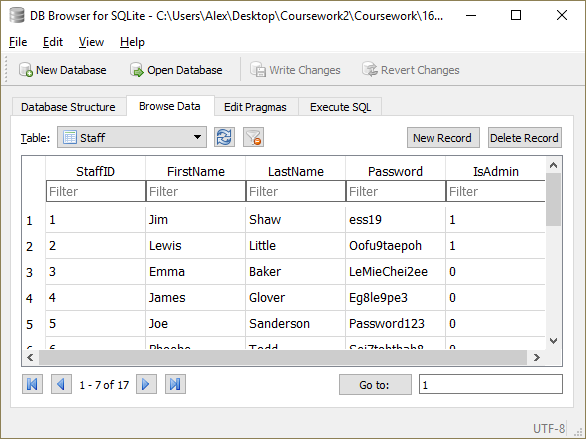 DB Browser for SQLite - C:\Users\Alex\Desktop\Coursework2\Coursework\16...
File Edit View Help
New Database Open Database Write Changes Revert Changes
Database Structure Browse Data Edit Pragmas Execute SQL
Table: Staff New Record Delete Record
StaffID FirstName LastName Password IsAdmin
Filter Filter Filter Filter Filter
1 1 Jim Shaw ess19 1
2 2 Lewis Little Oofu9taepoh 1
3 3 Emma Baker LeMieChei2ee 0
4 4 James Glover Eg8le9pe3 0
5 5 Joe Sanderson Password123 0
6 6 Phoebe Todd 0
1 - 7 of 17 Go to: 1
UTF-8